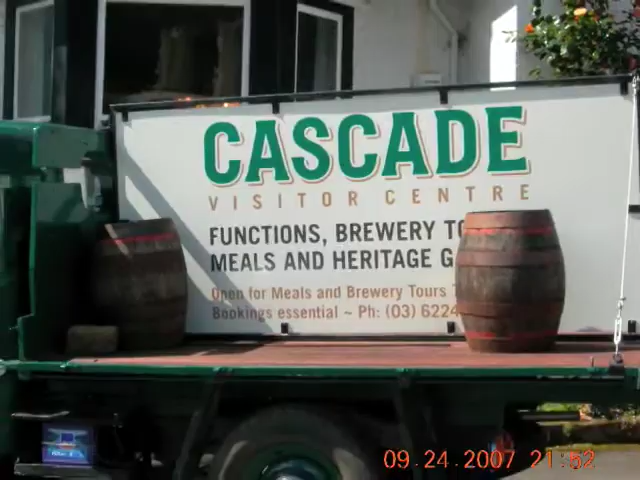 CASCADE
VISITOR CENTRE
FUNCTIONS, BREWERY TO
MEALS AND HERITAGE G
Open for Meals and Brewery Tours
Bookings essential ~ Ph: (03) 6224
09.24.2007 21:52